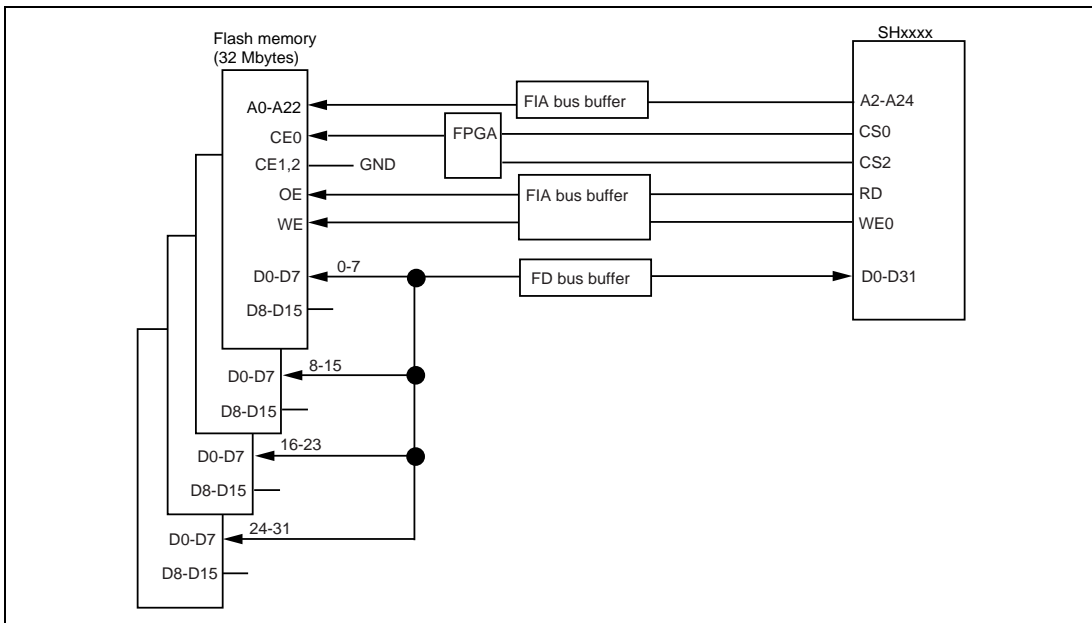 Flash memory
(32 Mbytes)
SHxxxx
A0-A22
FIA bus buffer
A2-A24
CE0
FPGA
CS0
CE1,2
GND
CS2
OE
FIA bus buffer
RD
WE
WE0
D0-D7
0-7
FD bus buffer
D0-D31
D8-D15
D0-D7
8-15
D8-D15
D0-D7
16-23
D8-D15
D0-D7
24-31
D8-D15